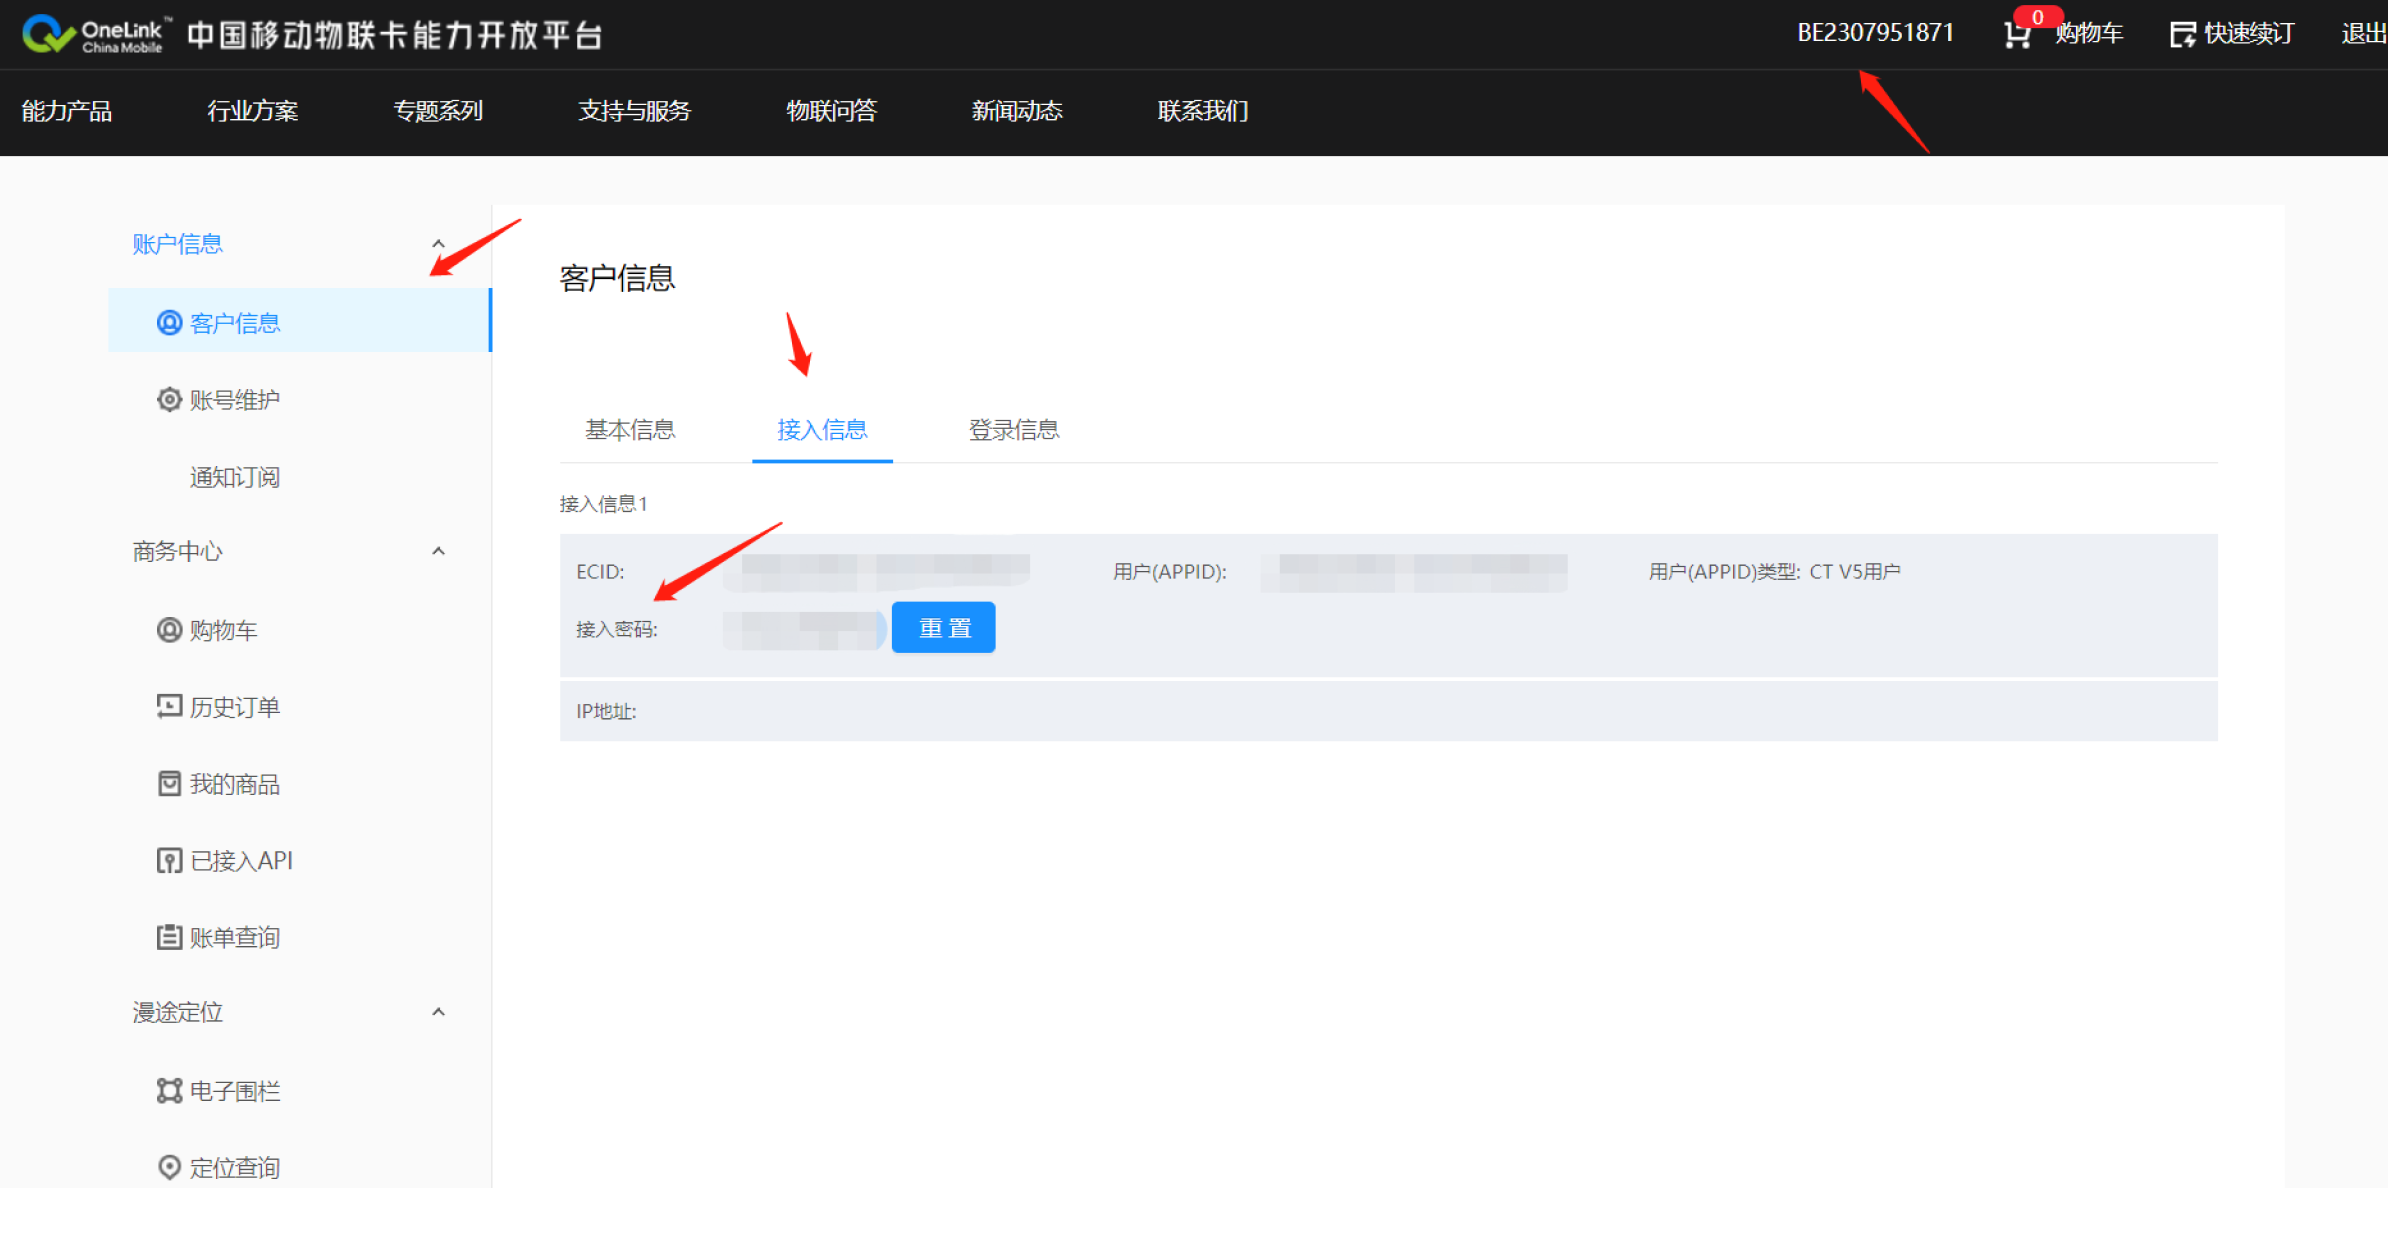 OneLink™ China Mobile 中国移动物联卡能力开放平台 BE2307951871 0 购物车 快速续订 退出
能力产品 行业方案 专题系列 支持与服务 物联问答 新闻动态 联系我们
账户信息
客户信息
账号维护
通知订阅
商务中心
购物车
历史订单
我的商品
已接入API
账单查询
漫途定位
电子围栏
定位查询
客户信息
基本信息 接入信息 登录信息
接入信息1
ECID: 用户(APPID): 用户(APPID)类型: CT V5用户
接入密码: 重置
IP地址: